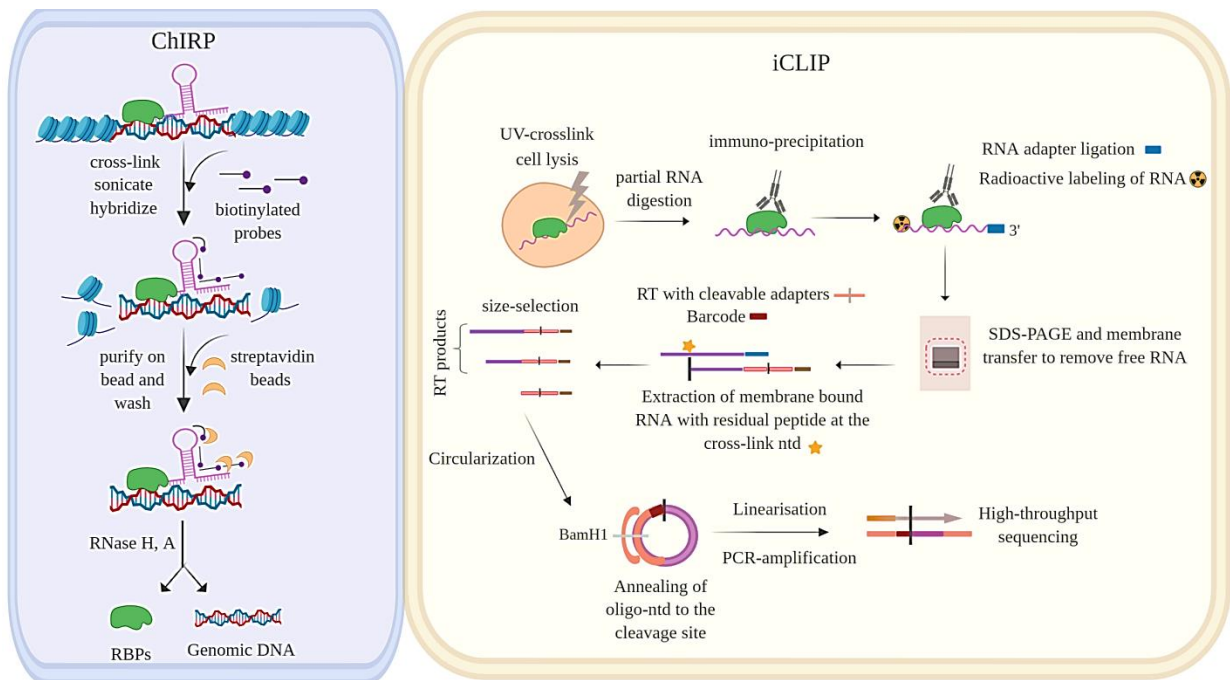 ChIRP
cross-link
sonicate
hybridize
biotinylated
probes
purify on
bead and
wash
streptavidin
beads
RNase H, A
RBPs
Genomic DNA
iCLIP
UV-crosslink
cell lysis
partial RNA
digestion
immuno-precipitation
RNA adapter ligation
Radioactive labeling of RNA
3'
SDS-PAGE and membrane
transfer to remove free RNA
RT with cleavable adapters
Barcode
Extraction of membrane bound
RNA with residual peptide at the
cross-link ntd
size-selection
RT products
Circularization
BamH1
Annealing of
oligo-ntd to the
cleavage site
Linearisation
PCR-amplification
High-throughput
sequencing